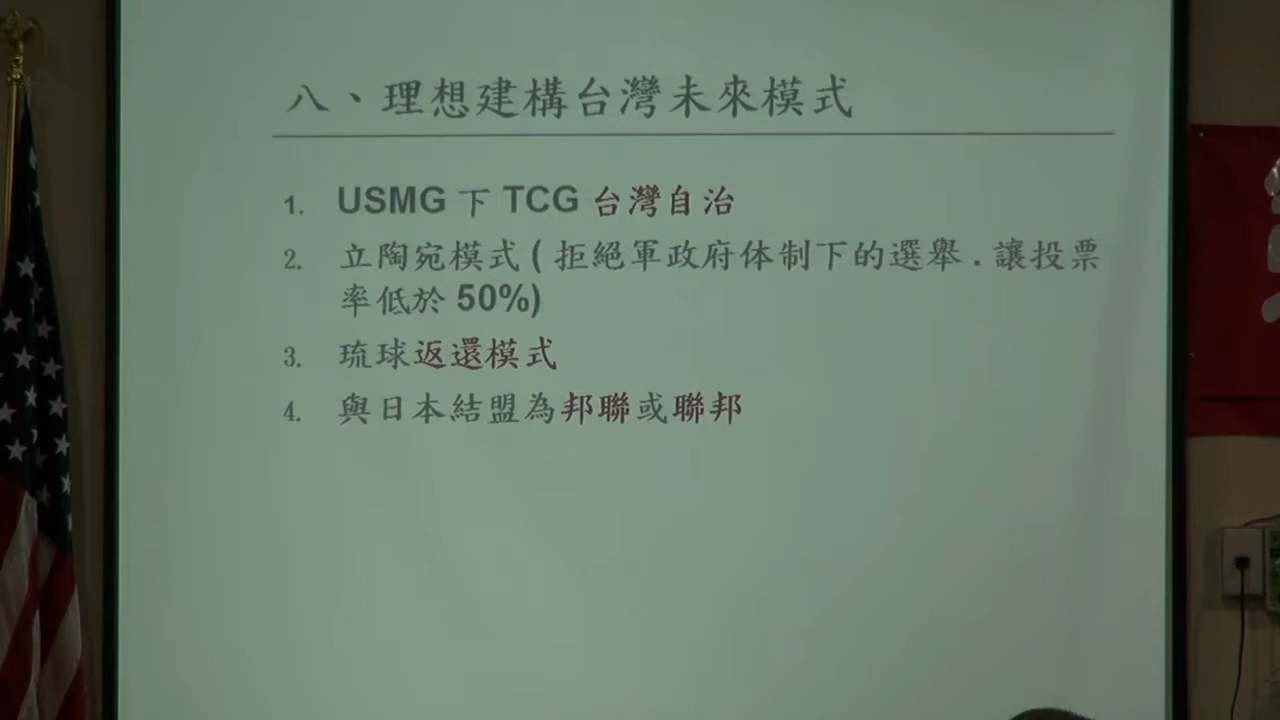 八、理想建構台灣未來模式
1. USMG 下 TCG 台灣自治
2. 立陶宛模式 ( 拒絕軍政府体制下的選舉 . 讓投票
率低於 50%)
3. 琉球返還模式
4. 與日本結盟為邦聯或聯邦